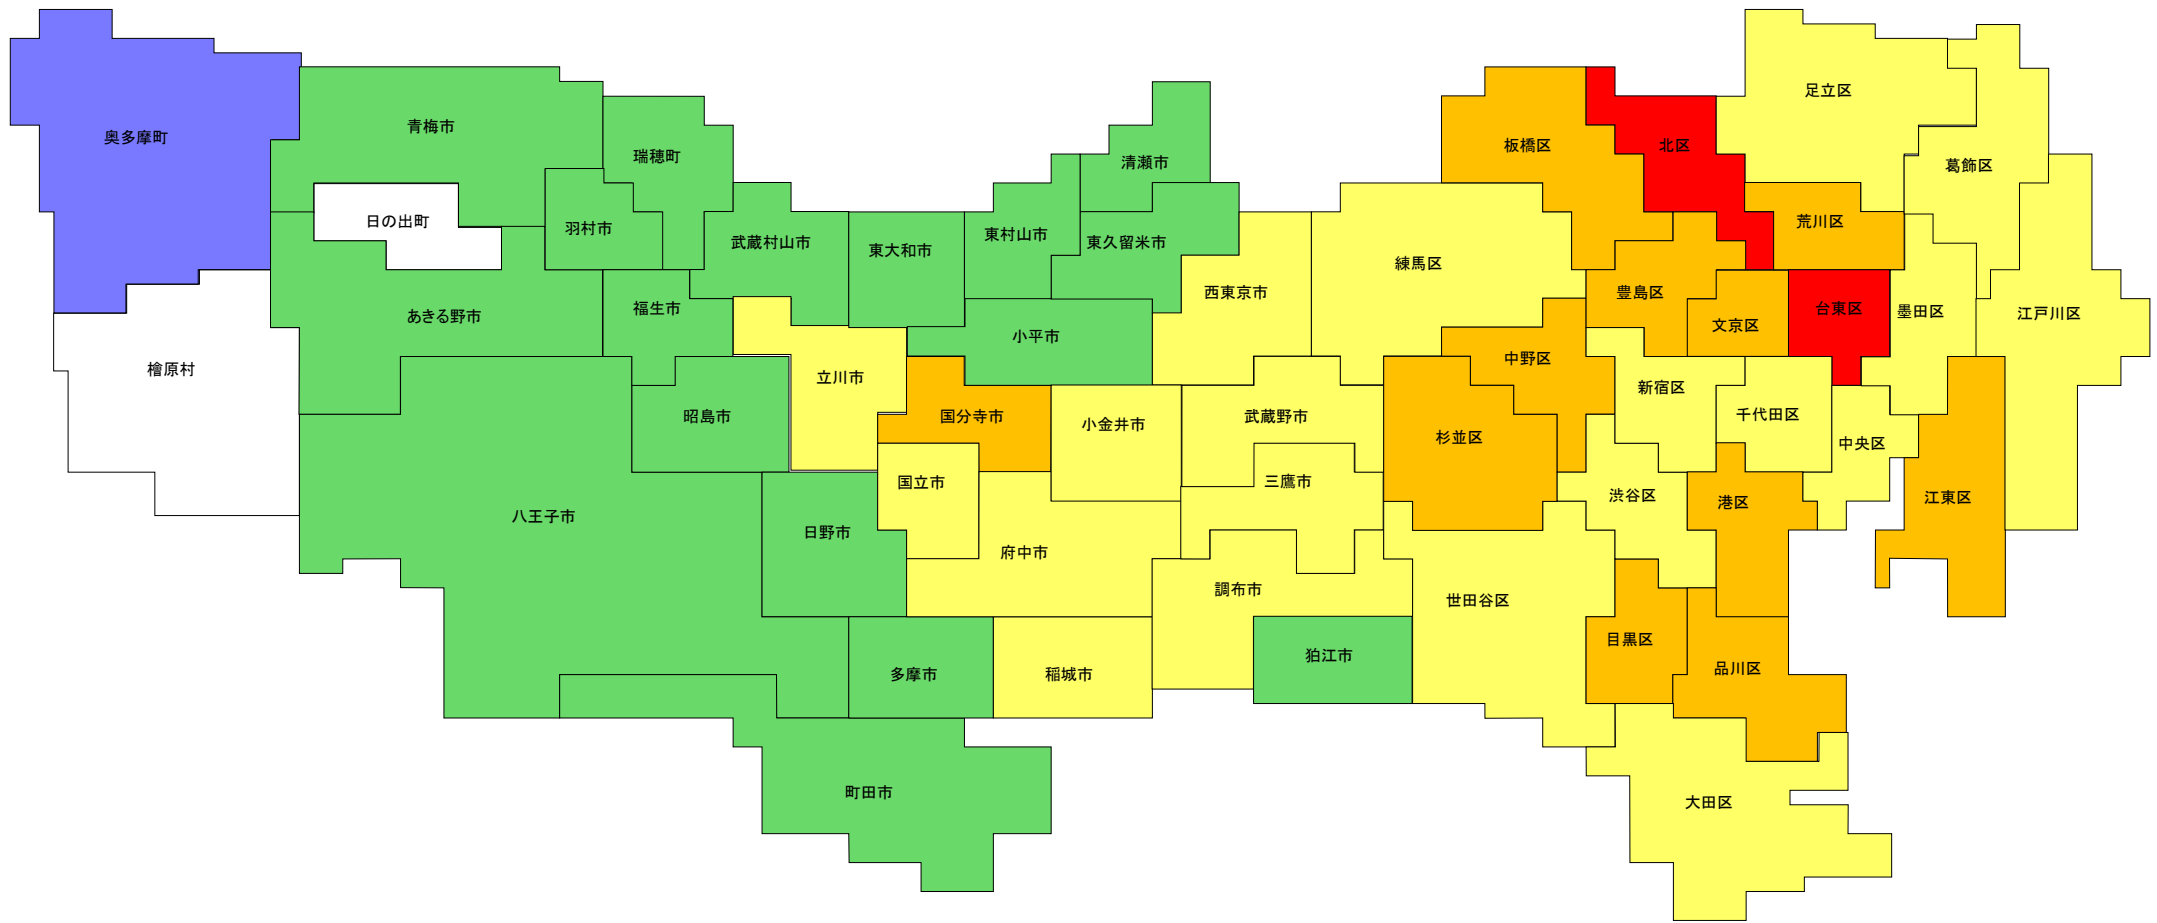 足立区
奥多摩町
青梅市
瑞穂町
清瀬市
板橋区
北区
葛飾区
日の出町
羽村市
武蔵村山市
東大和市
東村山市
東久留米市
荒川区
練馬区
西東京市
豊島区
あきる野市
福生市
小平市
文京区
台東区
墨田区
江戸川区
檜原村
立川市
中野区
新宿区
昭島市
国分寺市
小金井市
武蔵野市
杉並区
千代田区
中央区
国立市
三鷹市
渋谷区
港区
江東区
八王子市
日野市
府中市
調布市
世田谷区
目黒区
多摩市
稲城市
狛江市
品川区
町田市
大田区